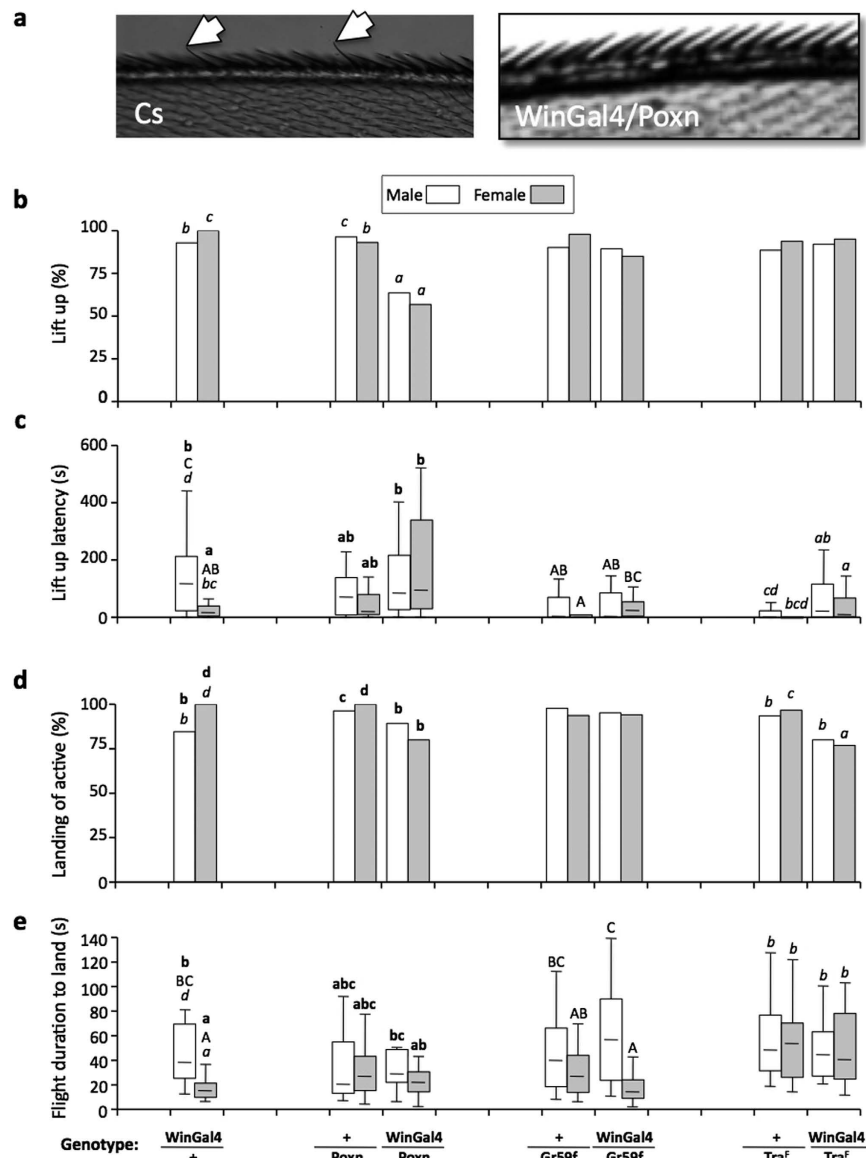 a
Cs
WinGal4/Poxn
Male Female
b
Lift up (%)
100
75
50
25
0
b c
c b
a a
c
Lift up latency (s)
600
400
200
0
b
C
d
a
AB
bc
ab ab
b b
AB A
AB BC
cd bcd
ab a
d
Landing of active (%)
100
75
50
25
0
b
b
d
d
c d
b b
b c
b a
e
Flight duration to land (s)
140
120
100
80
60
40
20
0
b
BC
d
a
A
a
abc abc
bc ab
BC AB
C A
b b
b b
Genotype:
WinGal4 + WinGal4 + WinGal4 + WinGal4
+ Poxn Poxn Gr59f Gr59f Traᶠ Traᶠ